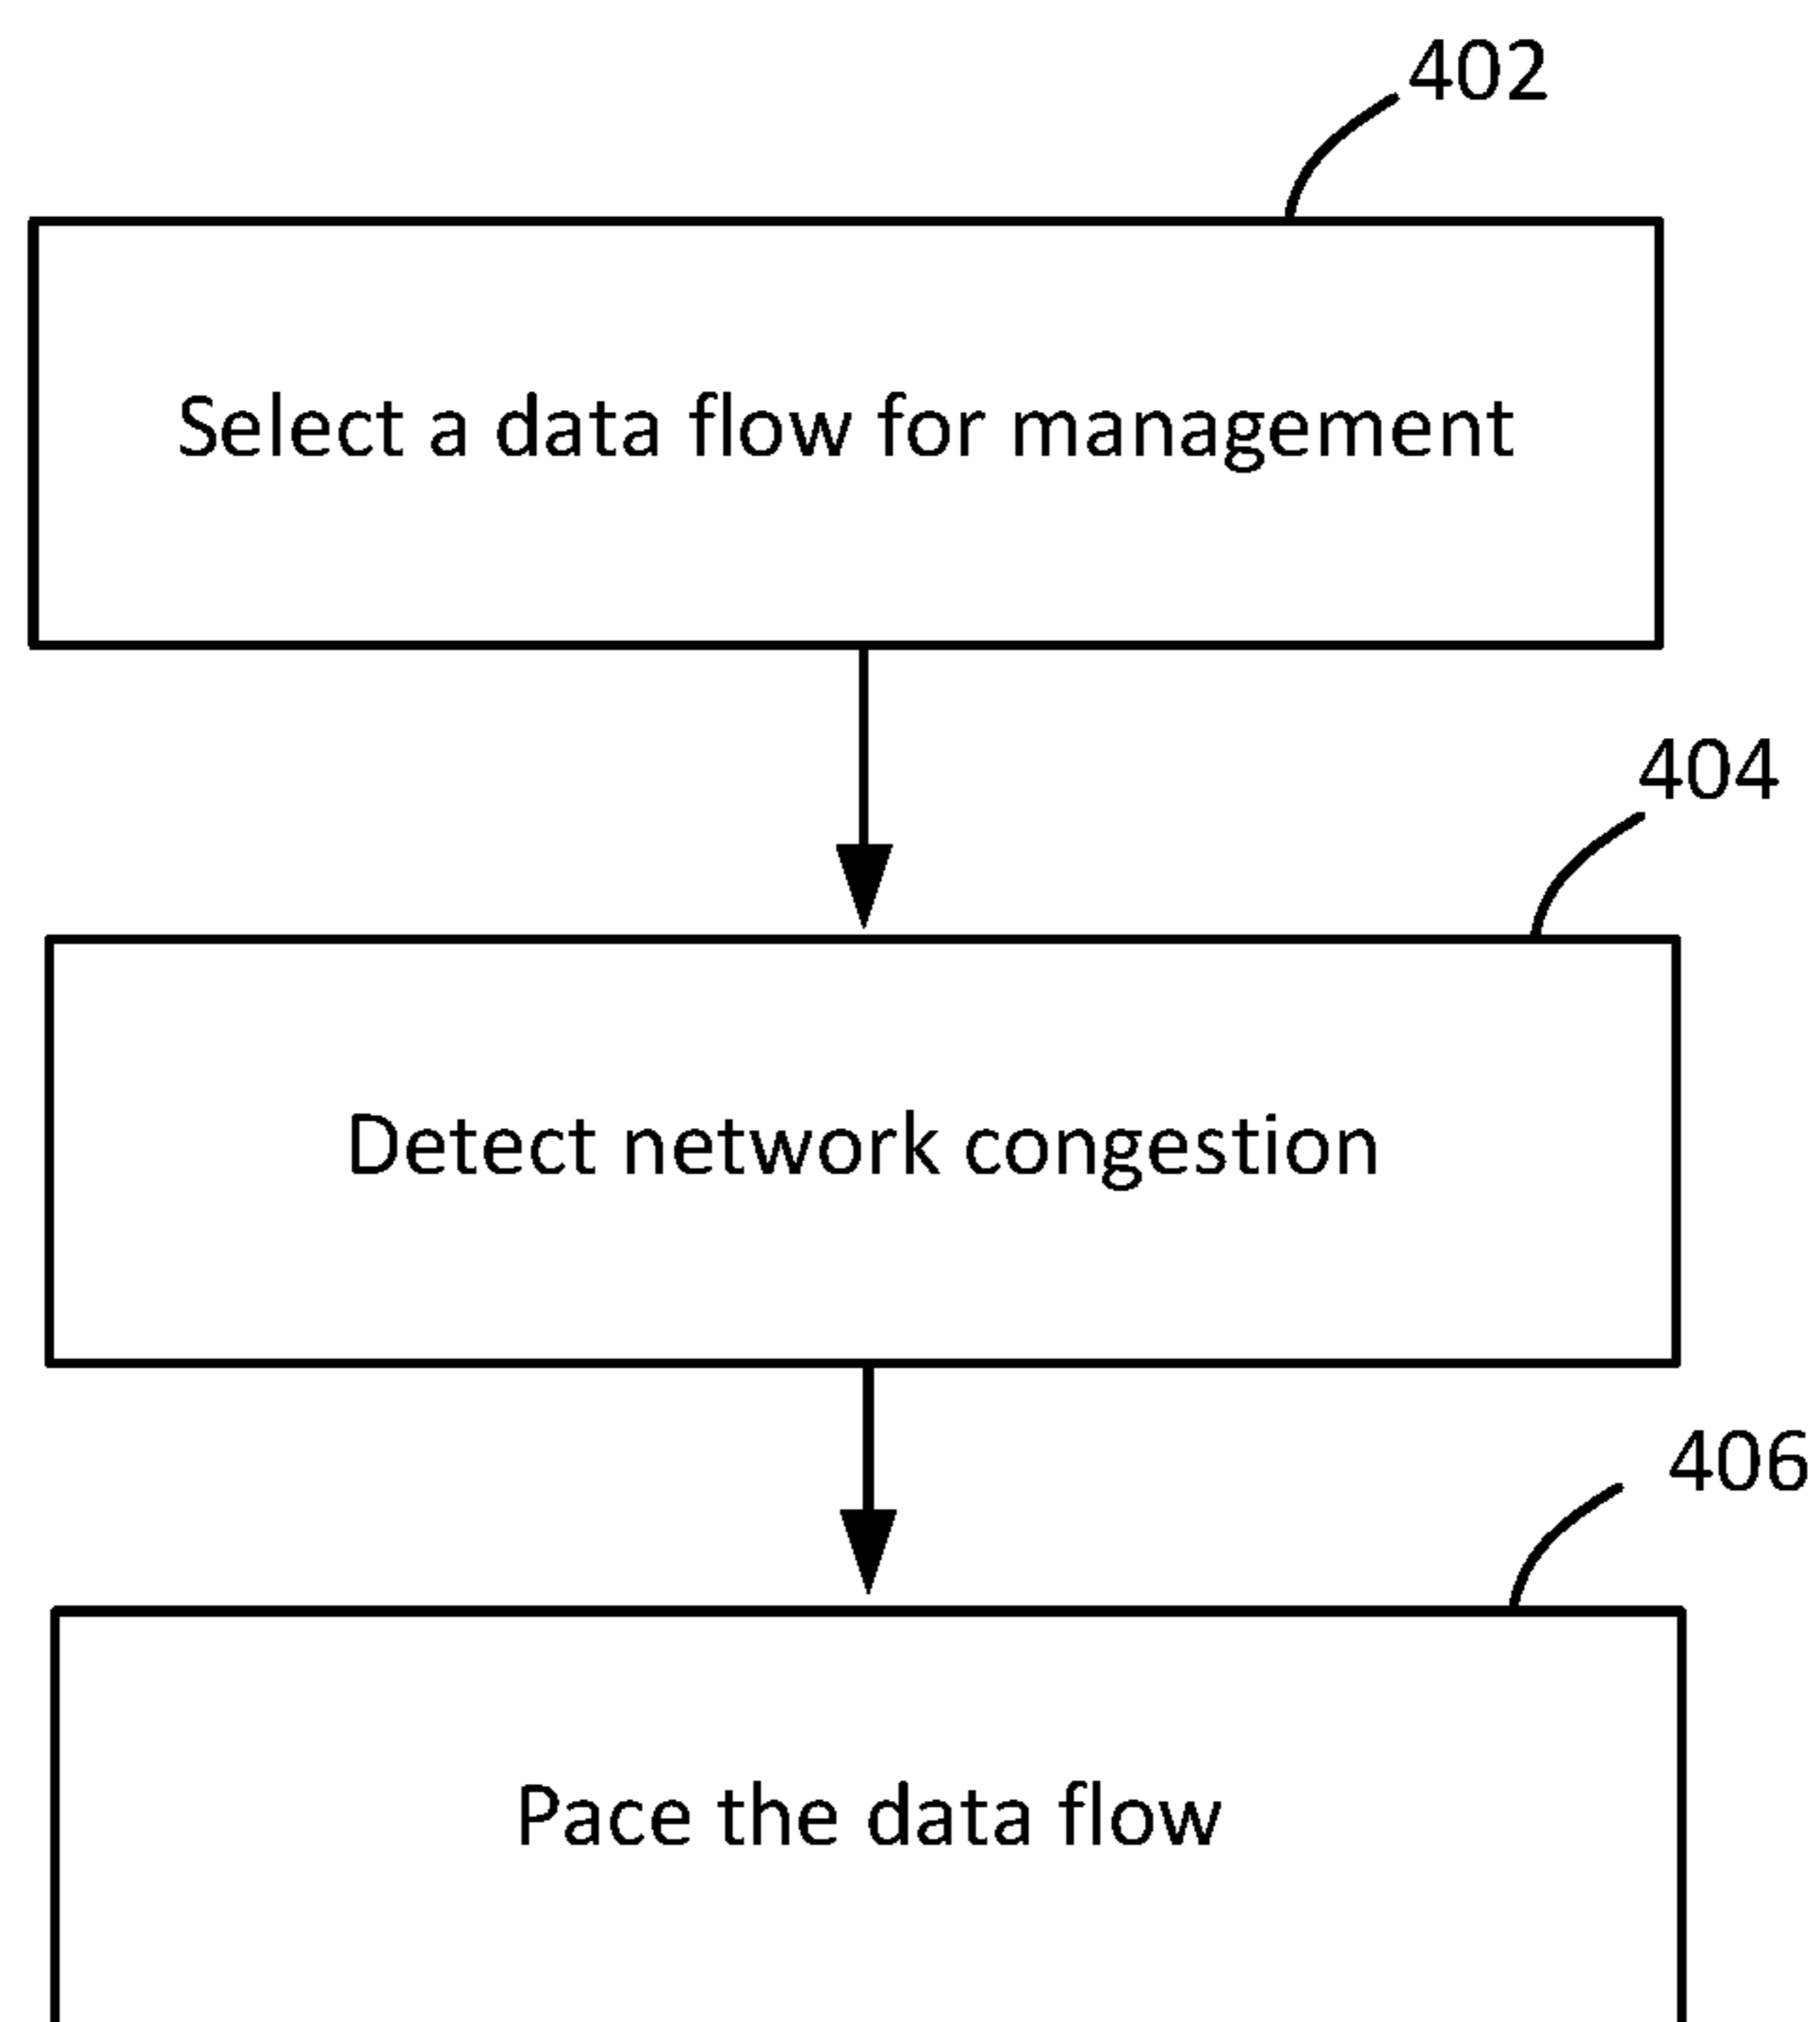 402
Select a data flow for management
404
Detect network congestion
406
Pace the data flow